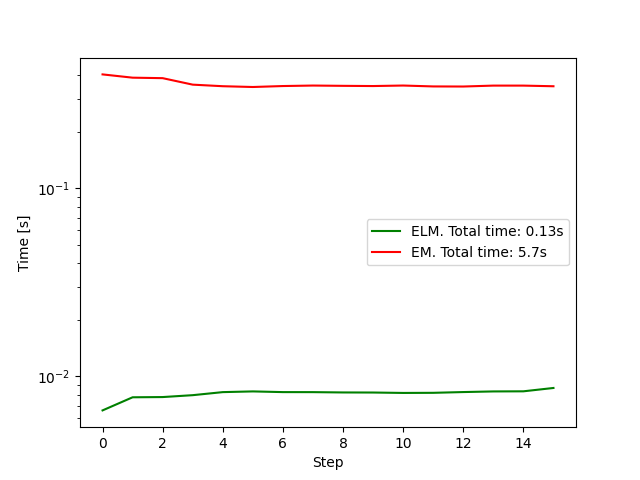 10⁻¹
10⁻²
Time [s]
ELM. Total time: 0.13s
EM. Total time: 5.7s
0 2 4 6 8 10 12 14
Step